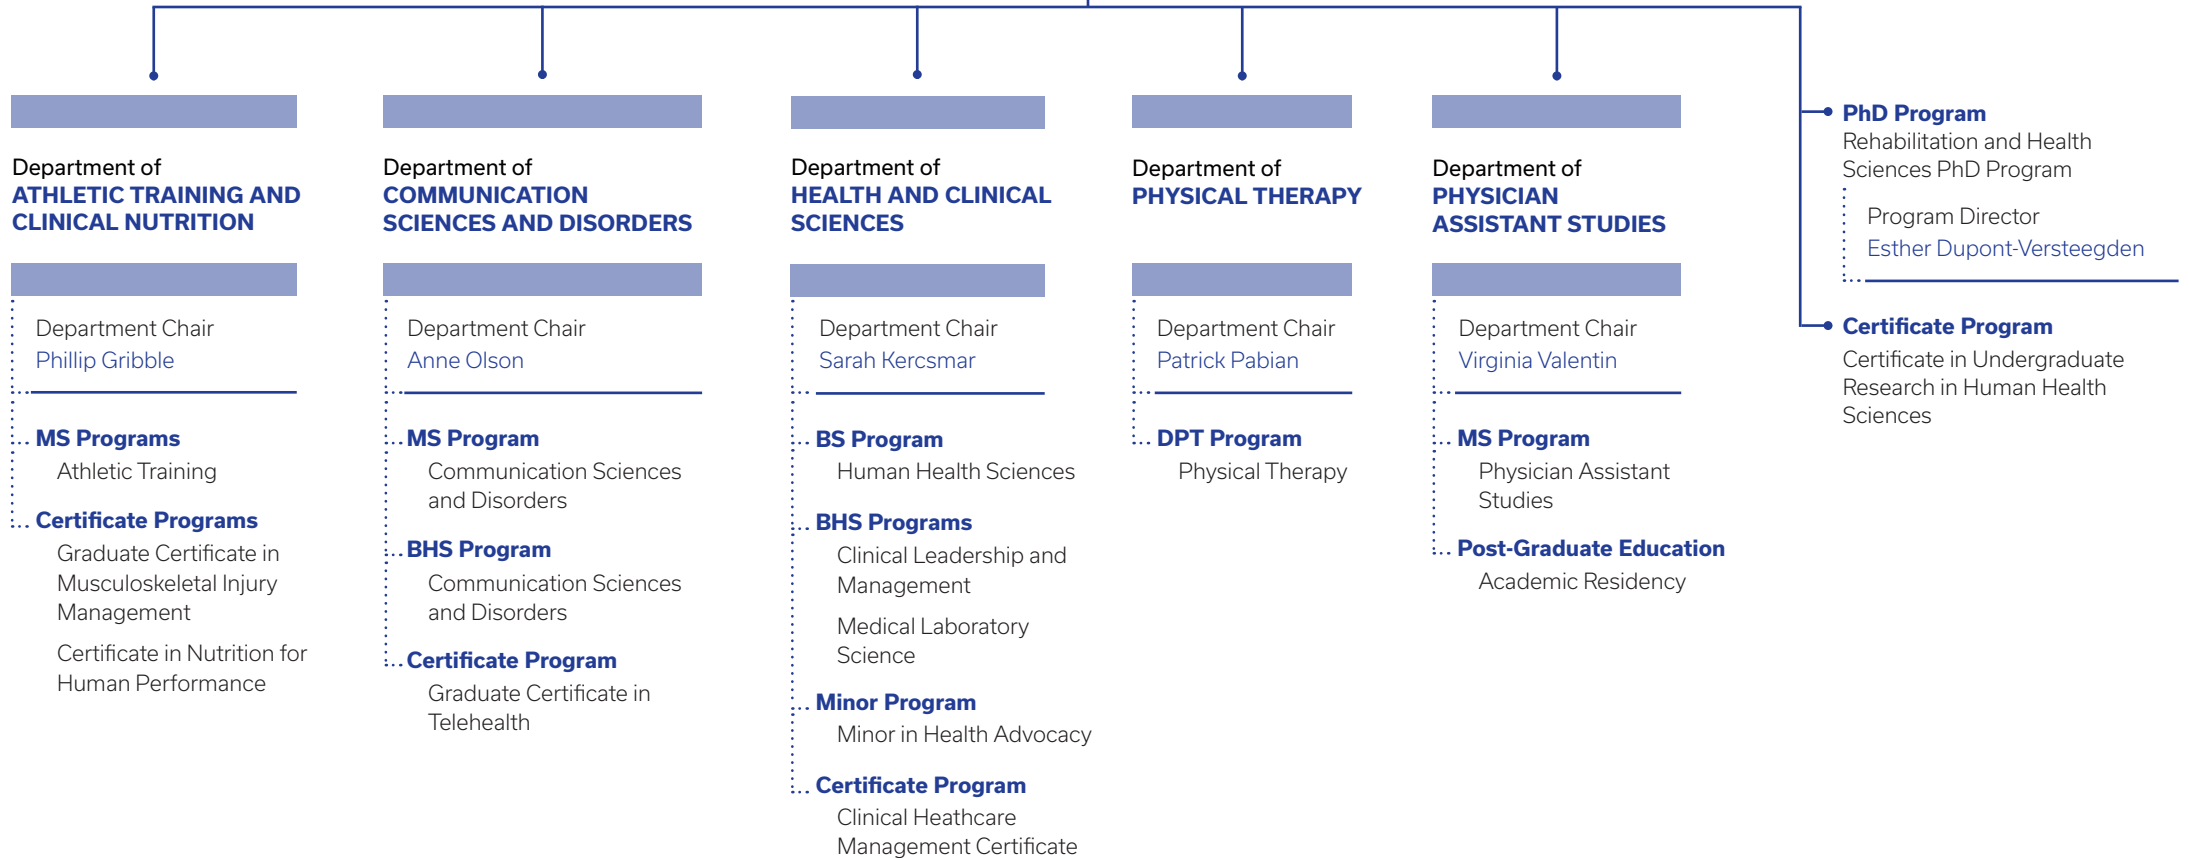 Department of
ATHLETIC TRAINING AND
CLINICAL NUTRITION
Department Chair
Phillip Gribble
MS Programs
Athletic Training
Certificate Programs
Graduate Certificate in
Musculoskeletal Injury
Management
Certificate in Nutrition for
Human Performance
Department of
COMMUNICATION
SCIENCES AND DISORDERS
Department Chair
Anne Olson
MS Program
Communication Sciences
and Disorders
BHS Program
Communication Sciences
and Disorders
Certificate Program
Graduate Certificate in
Telehealth
Department of
HEALTH AND CLINICAL
SCIENCES
Department Chair
Sarah Kercsmar
BS Program
Human Health Sciences
BHS Programs
Clinical Leadership and
Management
Medical Laboratory
Science
Minor Program
Minor in Health Advocacy
Certificate Program
Clinical Heathcare
Management Certificate
Department of
PHYSICAL THERAPY
Department Chair
Patrick Pabian
DPT Program
Physical Therapy
Department of
PHYSICIAN
ASSISTANT STUDIES
Department Chair
Virginia Valentin
MS Program
Physician Assistant
Studies
Post-Graduate Education
Academic Residency
PhD Program
Rehabilitation and Health
Sciences PhD Program
Program Director
Esther Dupont-Versteegden
Certificate Program
Certificate in Undergraduate
Research in Human Health
Sciences